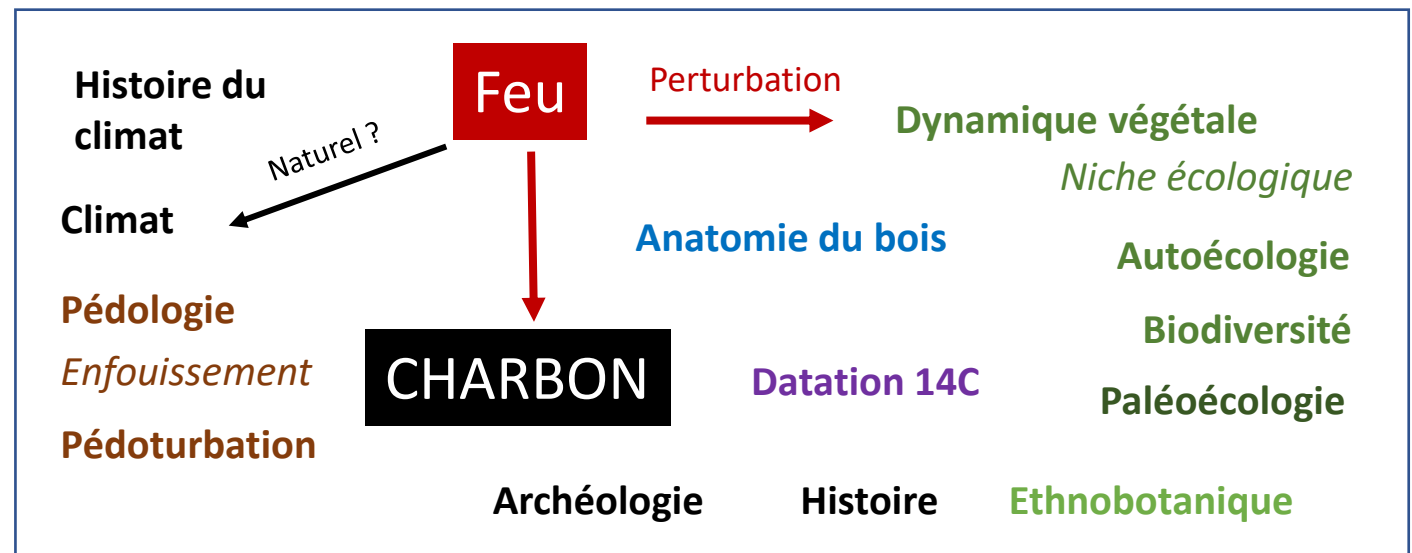 Feu
Perturbation
Histoire du
climat
Naturel ?
Dynamique végétale
Niche écologique
Climat
Anatomie du bois
Autoécologie
Pédologie
Biodiversité
Enfouissement
CHARBON
Datation 14C
Paléoécologie
Pédoturbation
Archéologie
Histoire
Ethnobotanique